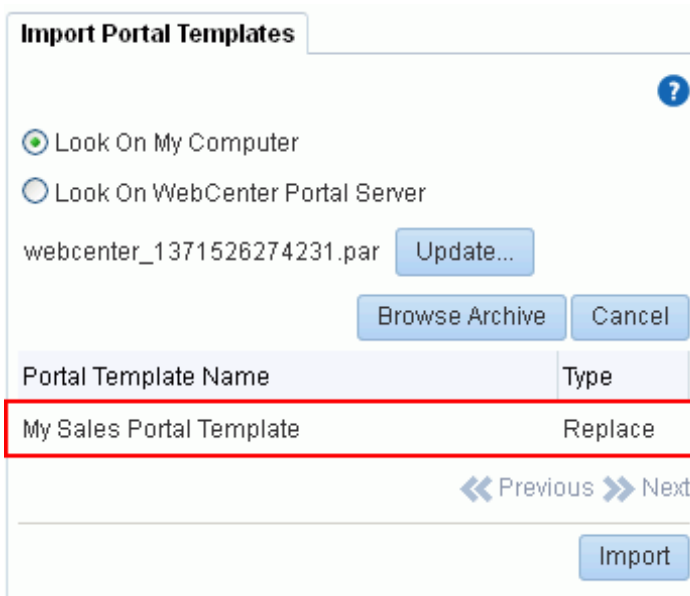 Import Portal Templates
?
Look On My Computer
Look On WebCenter Portal Server
webcenter_1371526274231.par Update...
Browse Archive Cancel
Portal Template Name Type
My Sales Portal Template Replace
Previous Next
Import